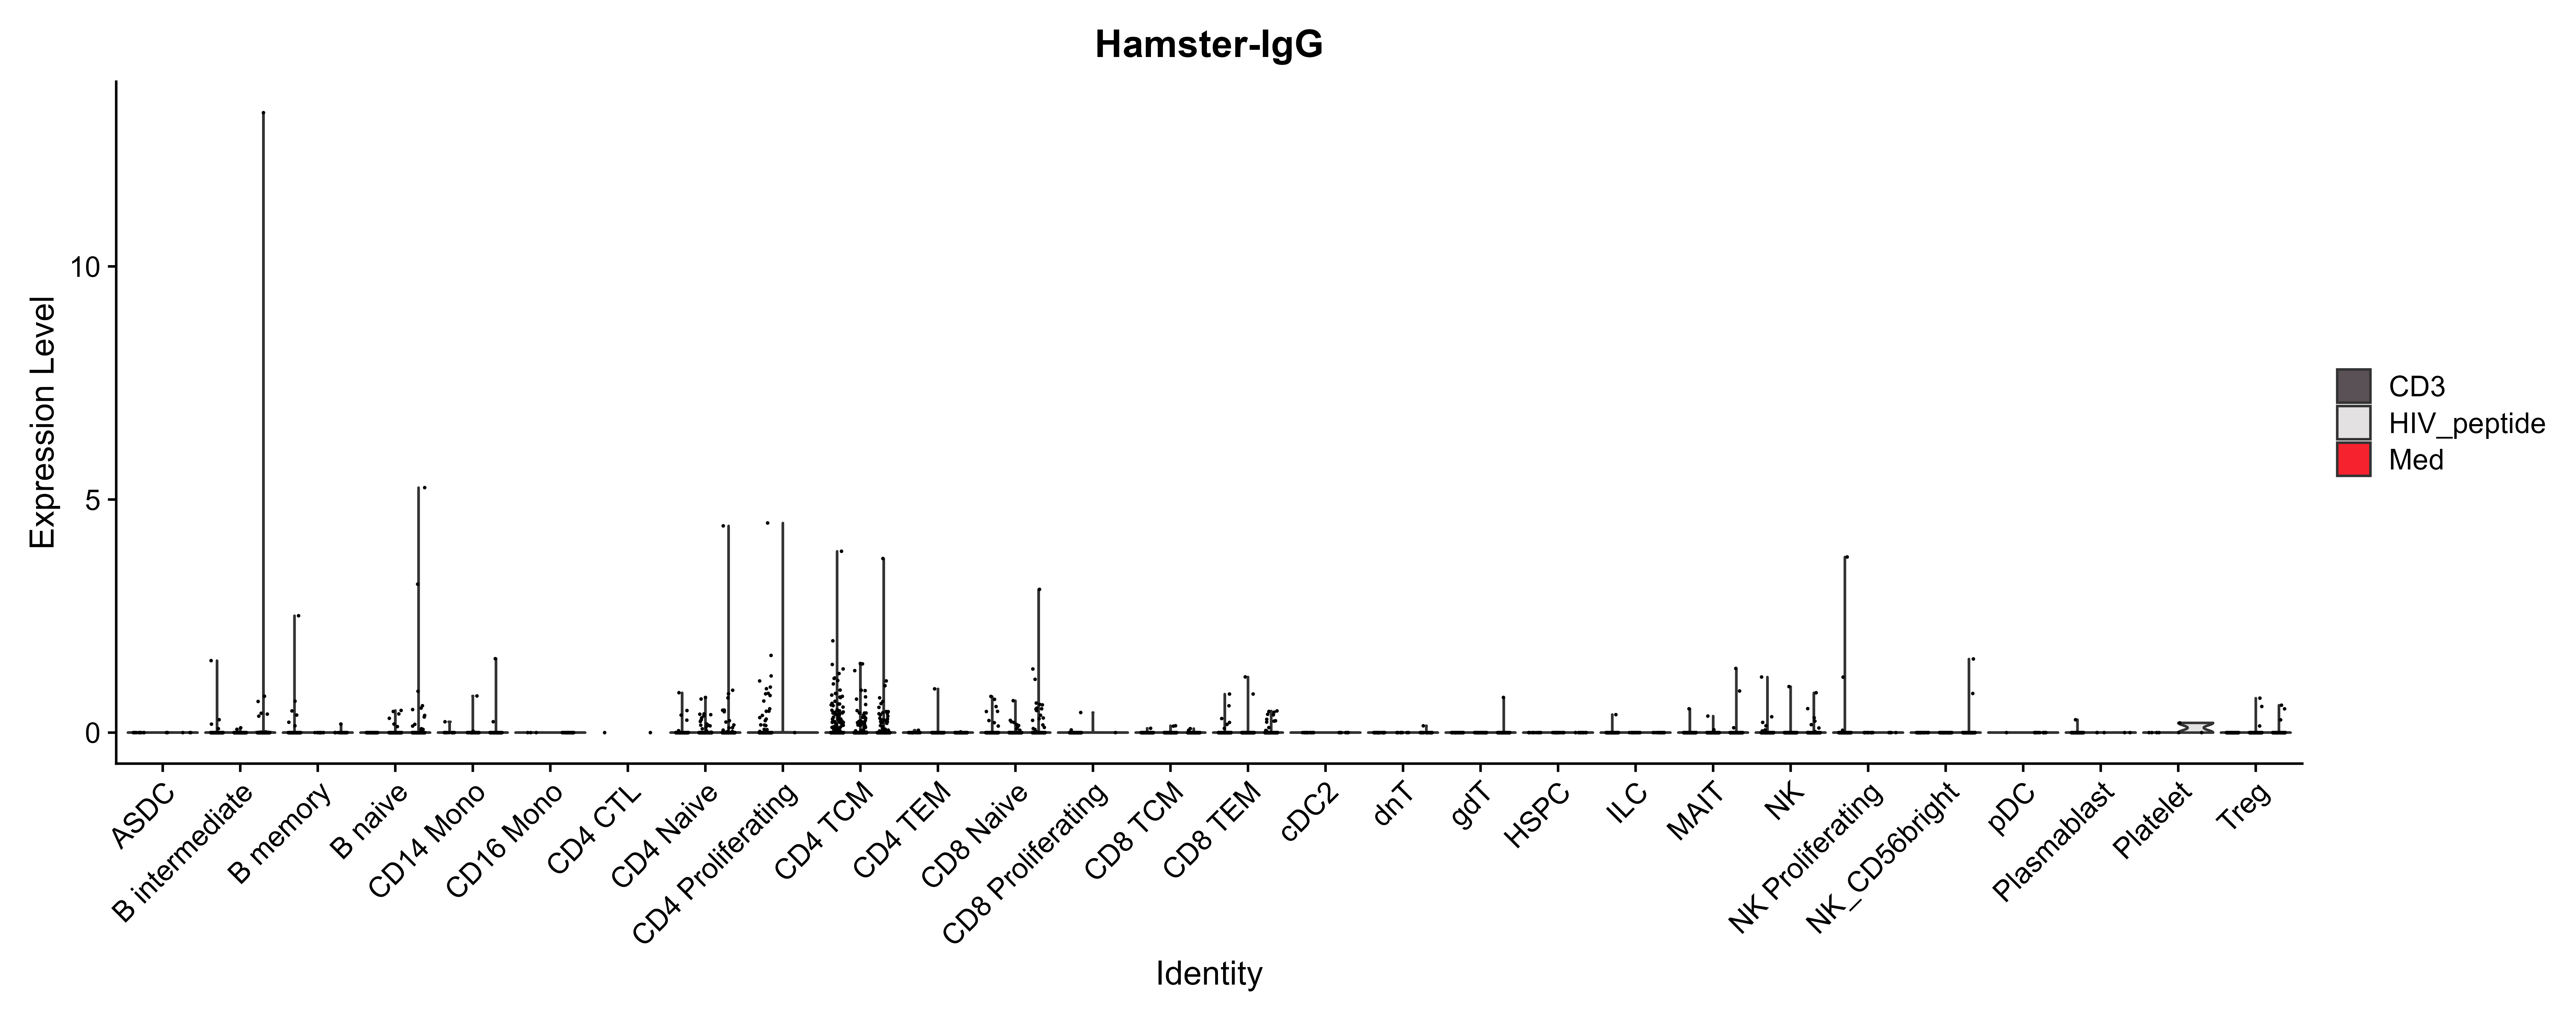 Hamster-IgG
Expression Level
10
5
0
ASDC
B intermediate
B memory
B naive
CD14 Mono
CD16 Mono
CD4 CTL
CD4 Naive
CD4 Proliferating
CD4 TCM
CD4 TEM
CD8 Naive
CD8 Proliferating
CD8 TCM
CD8 TEM
cDC2
dnT
gdT
HSPC
ILC
MAIT
NK
NK Proliferating
NK_CD56bright
pDC
Plasmablast
Platelet
Treg
Identity
CD3
HIV_peptide
Med